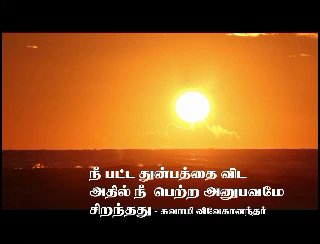 நீ பட்ட துன்பத்தை விட
அதில் நீ பெற்ற அனுபவமே
சிறந்தது - சுவாமி விவேகானந்தர்